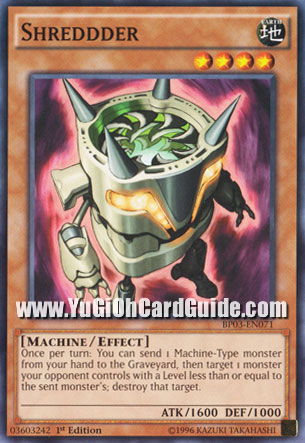 SHREDDDER
EARTH
地
www.YuGiOhCardGuide.com
BP03-EN071
[MACHINE/EFFECT]
Once per turn: You can send 1 Machine-Type monster
from your hand to the Graveyard, then target 1 monster
your opponent controls with a Level less than or equal to
the sent monster's; destroy that target.
ATK/1600 DEF/1000
03603242 1st Edition ©1996 KAZUKI TAKAHASHI